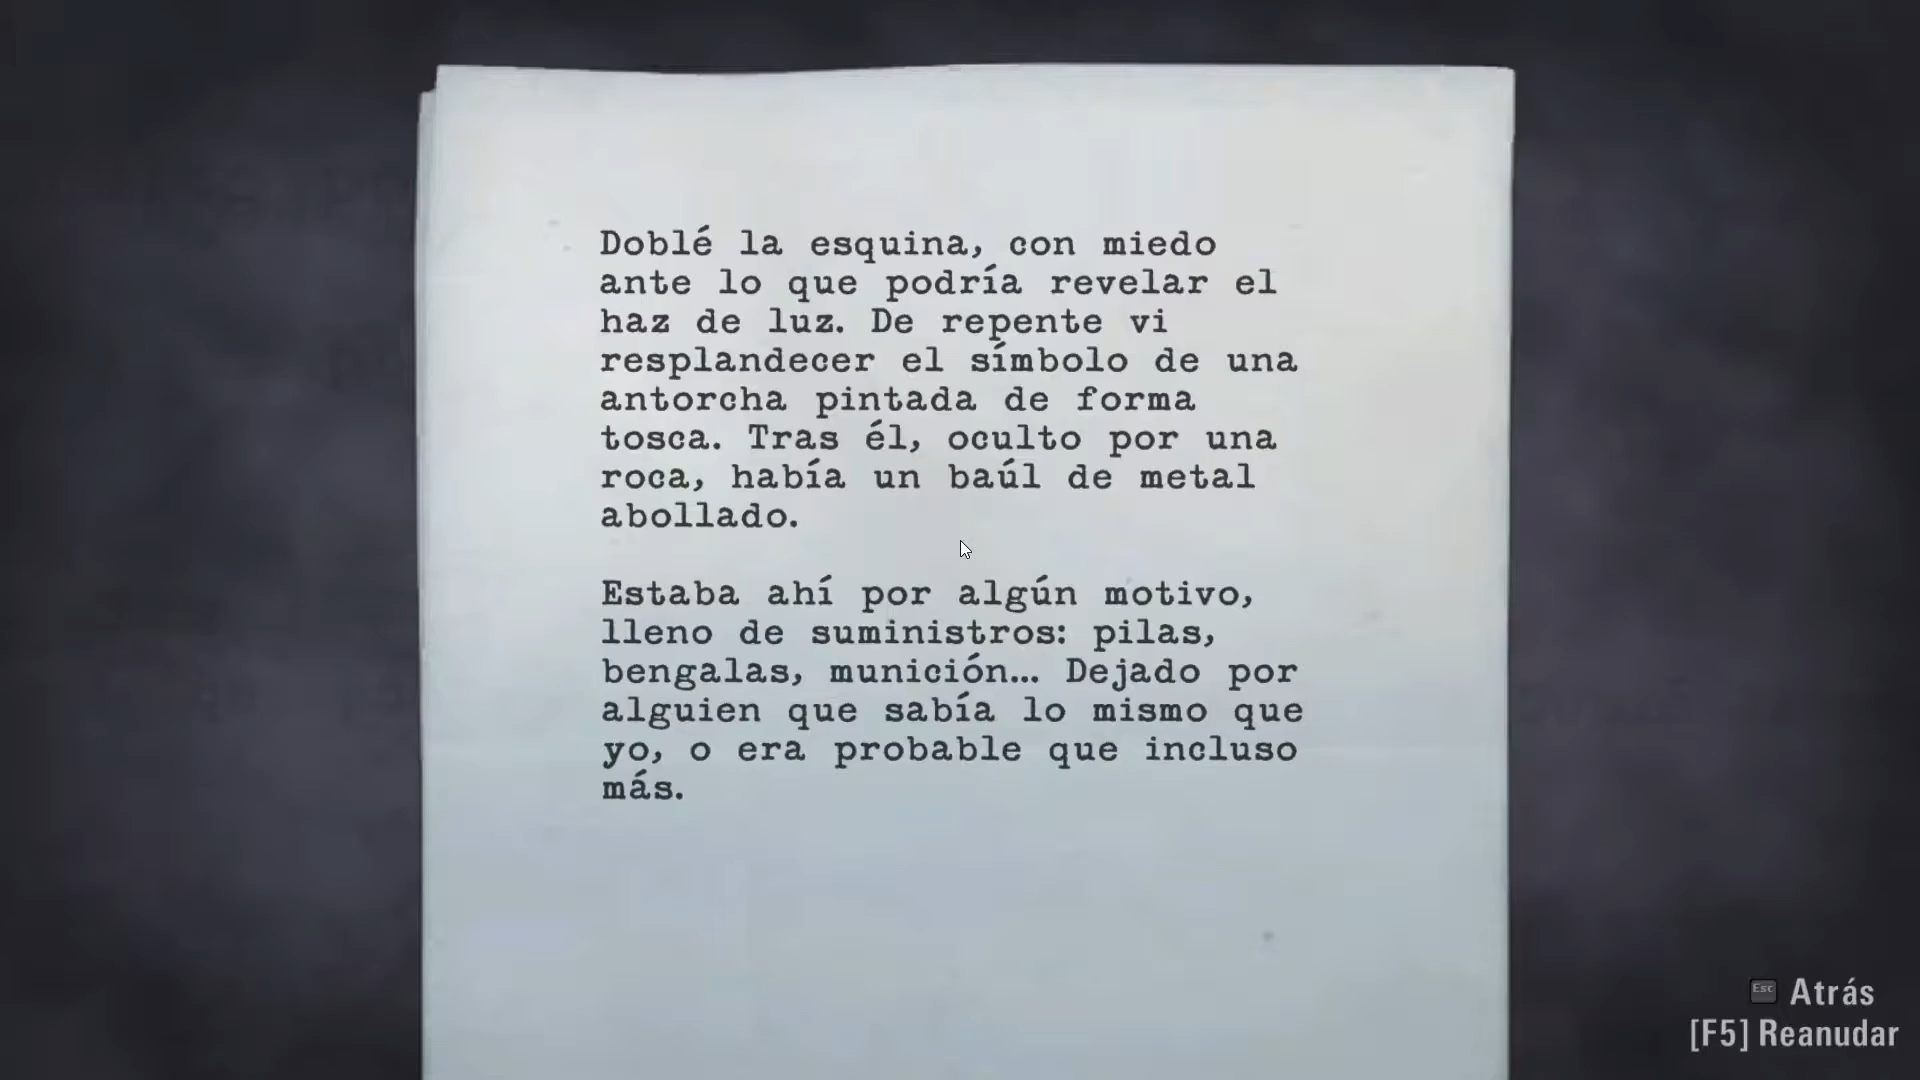 Doblé la esquina, con miedo
ante lo que podría revelar el
haz de luz. De repente vi
resplandecer el símbolo de una
antorcha pintada de forma
tosca. Tras él, oculto por una
roca, había un baúl de metal
abollado.
Estaba ahí por algún motivo,
lleno de suministros: pilas,
bengalas, munición... Dejado por
alguien que sabía lo mismo que
yo, o era probable que incluso
más.
Esc Atrás
[F5] Reanudar